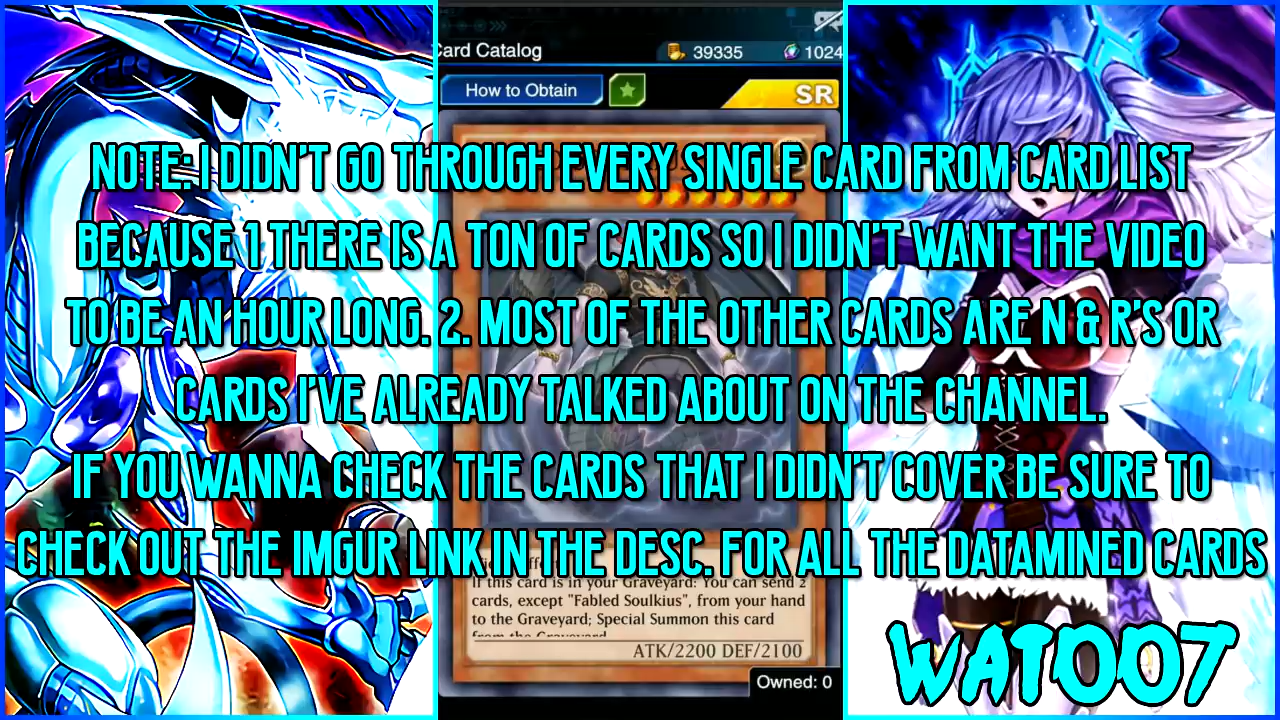 Card Catalog
39335
1024
How to Obtain
SR
NOTE: I DIDN'T GO THROUGH EVERY SINGLE CARD FROM CARD LIST
BECAUSE 1 THERE IS A TON OF CARDS SO I DIDN'T WANT THE VIDEO
TO BE AN HOUR LONG. 2. MOST OF THE OTHER CARDS ARE N & R'S OR
CARDS I'VE ALREADY TALKED ABOUT ON THE CHANNEL.
IF YOU WANNA CHECK THE CARDS THAT I DIDN'T COVER BE SURE TO
CHECK OUT THE IMGUR LINK IN THE DESC. FOR ALL THE DATAMINED CARDS
If this card is in your Graveyard: You can send 2
cards, except "Fabled Soulkius", from your hand
to the Graveyard; Special Summon this card
from the Graveyard.
ATK/2200 DEF/2100
Owned: 0
WAT007